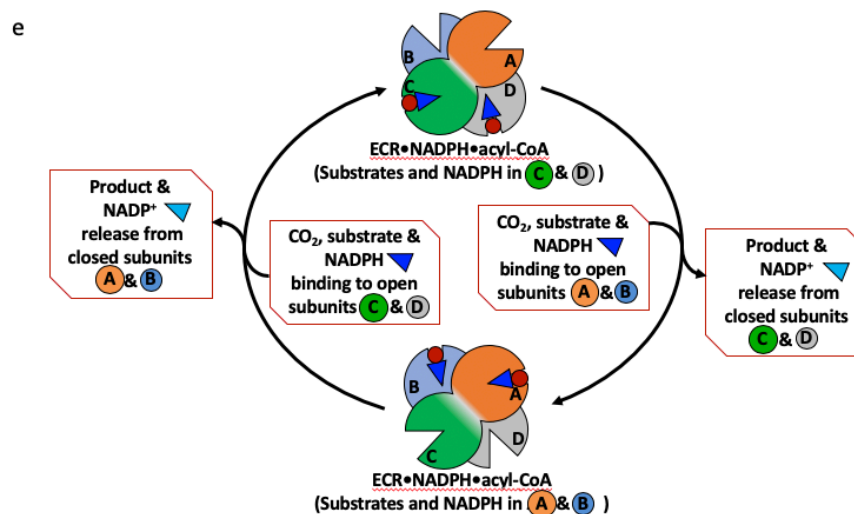 e
B
A
C
D
ECR•NADPH•acyl-CoA
(Substrates and NADPH in C & D )
Product &
NADP⁺
release from
closed subunits
A & B
CO₂, substrate &
NADPH
binding to open
subunits C & D
CO₂, substrate &
NADPH
binding to open
subunits A & B
Product &
NADP⁺
release from
closed subunits
C & D
B
A
C
D
ECR•NADPH•acyl-CoA
(Substrates and NADPH in A & B )